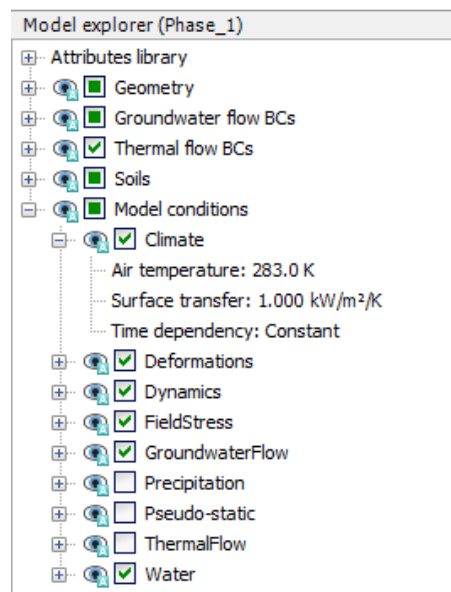 Model explorer (Phase_1)
Attributes library
Geometry
Groundwater flow BCs
Thermal flow BCs
Soils
Model conditions
Climate
Air temperature: 283.0 K
Surface transfer: 1.000 kW/m²/K
Time dependency: Constant
Deformations
Dynamics
FieldStress
GroundwaterFlow
Precipitation
Pseudo-static
ThermalFlow
Water